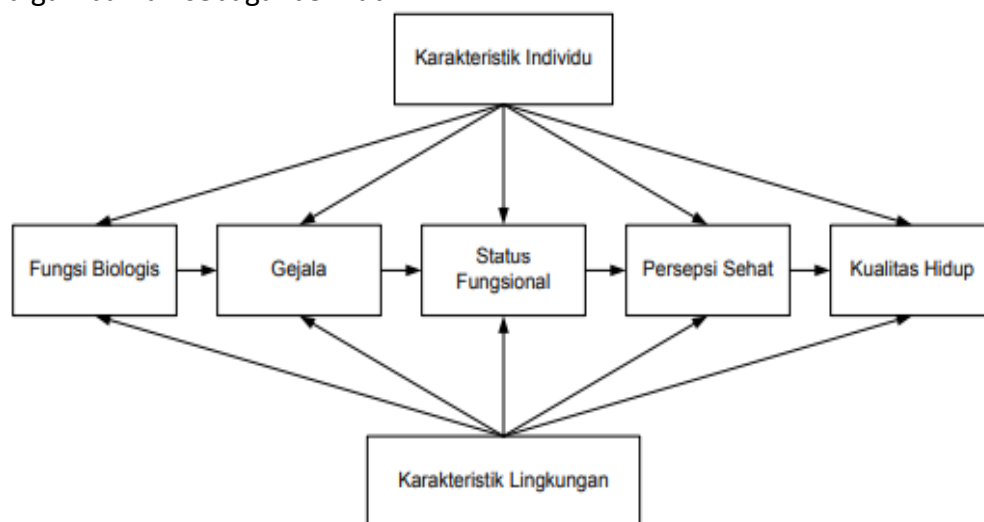 Karakteristik Individu
Fungsi Biologis
Gejala
Status
Fungsional
Persepsi Sehat
Kualitas Hidup
Karakteristik Lingkungan